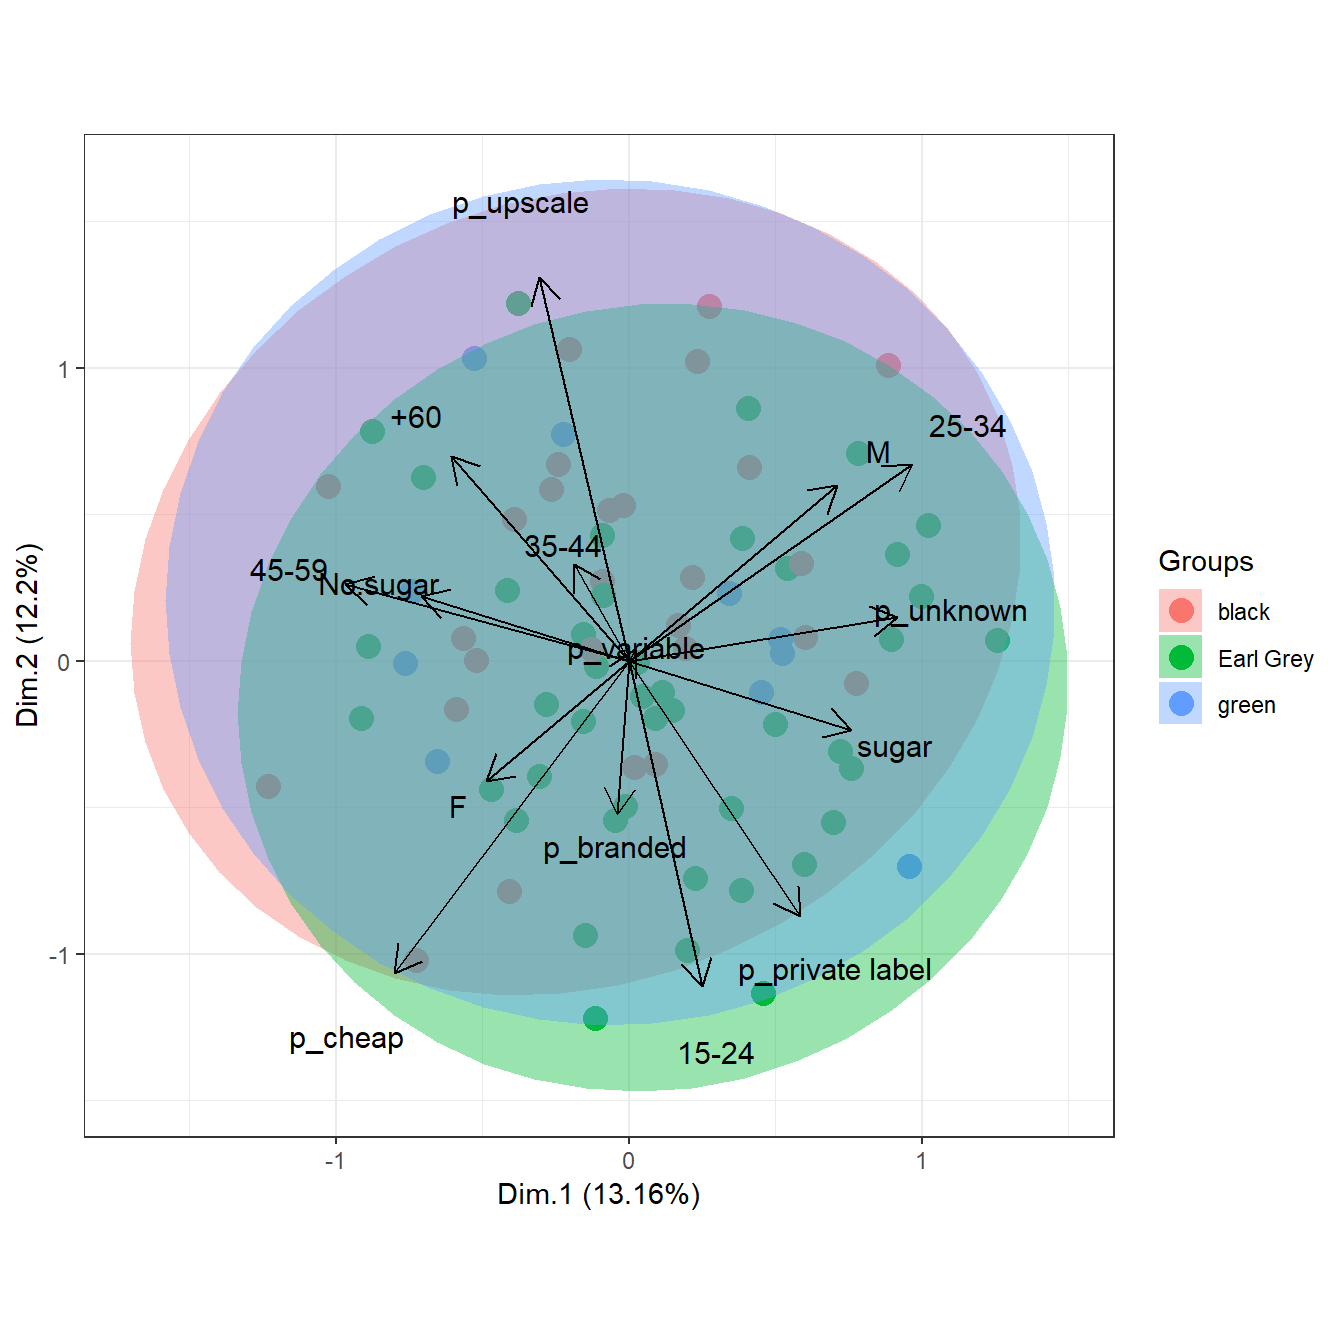 p_upscale
+60
25-34
M
35-44
45-59
No.sugar
p_unknown
p_variable
sugar
F
p_branded
p_private label
p_cheap
15-24
1
0
-1
-1
0
1
Dim.1 (13.16%)
Dim.2 (12.2%)
Groups
black
Earl Grey
green